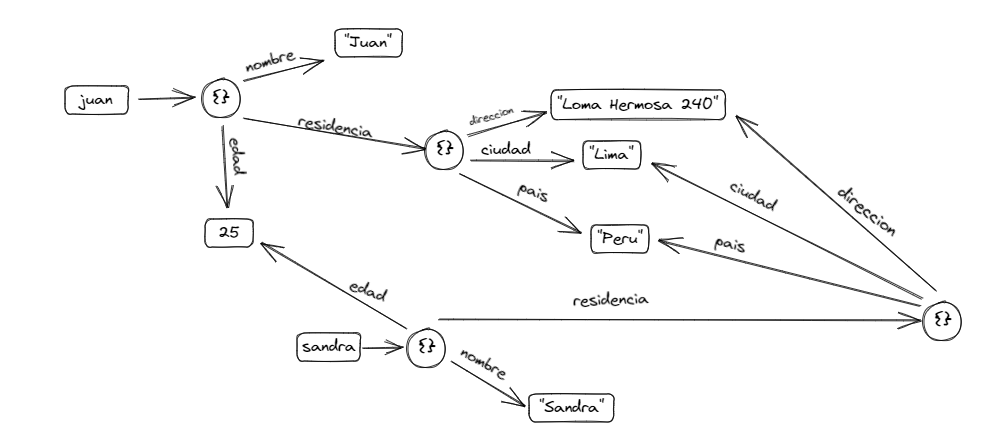 "Juan"
nombre
juan
{}
"Loma Hermosa 240"
direccion
residencia
{}
ciudad
"Lima"
edad
pais
ciudad
direccion
25
"Peru"
pais
edad
residencia
{}
sandra
{}
nombre
"Sandra"